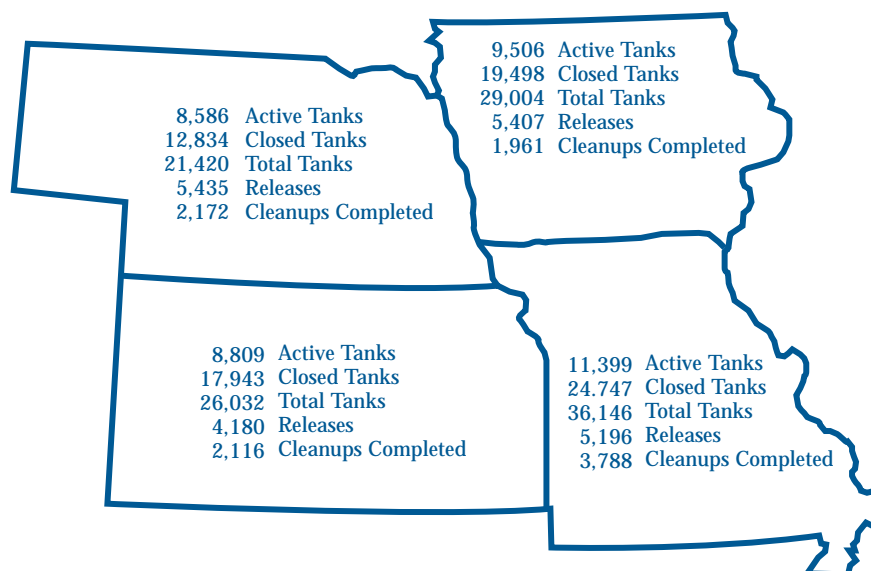 9,506 Active Tanks
19,498 Closed Tanks
29,004 Total Tanks
5,407 Releases
1,961 Cleanups Completed
8,586 Active Tanks
12,834 Closed Tanks
21,420 Total Tanks
5,435 Releases
2,172 Cleanups Completed
8,809 Active Tanks
17,943 Closed Tanks
26,032 Total Tanks
4,180 Releases
2,116 Cleanups Completed
11,399 Active Tanks
24.747 Closed Tanks
36.146 Total Tanks
5,196 Releases
3,788 Cleanups Completed